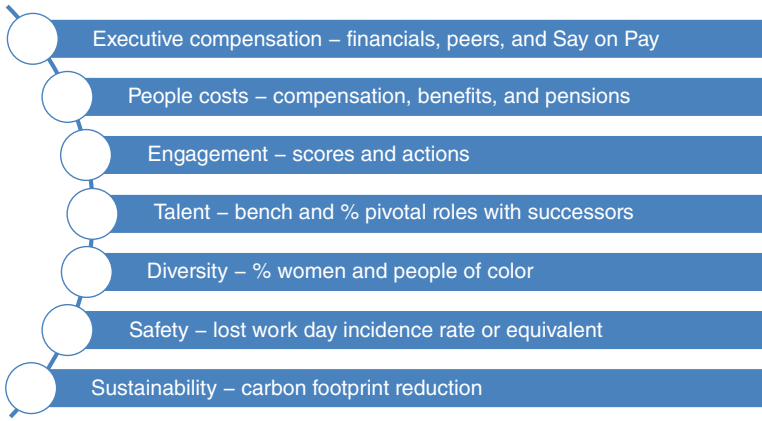 Executive compensation – financials, peers, and Say on Pay
People costs – compensation, benefits, and pensions
Engagement – scores and actions
Talent – bench and % pivotal roles with successors
Diversity – % women and people of color
Safety – lost work day incidence rate or equivalent
Sustainability – carbon footprint reduction